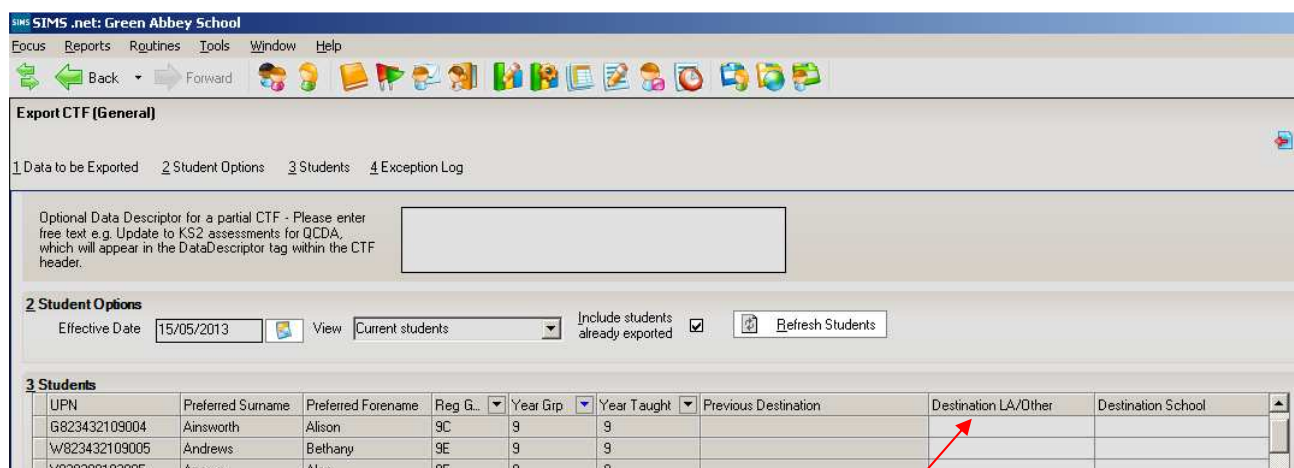 SIMS SIMS .net: Green Abbey School
Focus Reports Routines Tools Window Help
Back Forward
Export CTF (General)
1 Data to be Exported 2 Student Options 3 Students 4 Exception Log
Optional Data Descriptor for a partial CTF - Please enter
free text e.g. Update to KS2 assessments for QCDA,
which will appear in the DataDescriptor tag within the CTF
header.
2 Student Options
Effective Date 15/05/2013 View Current students Include students
already exported Refresh Students
3 Students
UPN Preferred Surname Preferred Forename Reg G... Year Grp Year Taught Previous Destination Destination LA/Other Destination School
G823432109004 Ainsworth Alison 9C 9 9
W823432109005 Andrews Bethany 9E 9 9